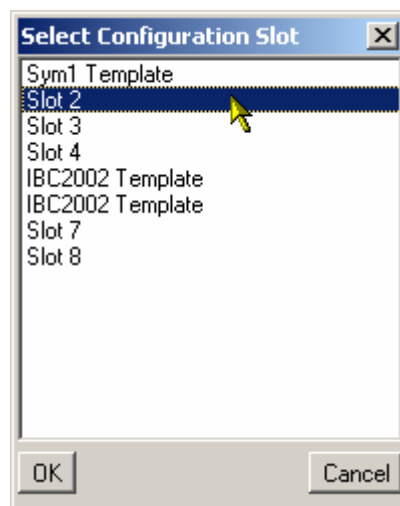 Select Configuration Slot
Sym1 Template
Slot 2
Slot 3
Slot 4
IBC2002 Template
IBC2002 Template
Slot 7
Slot 8
OK Cancel